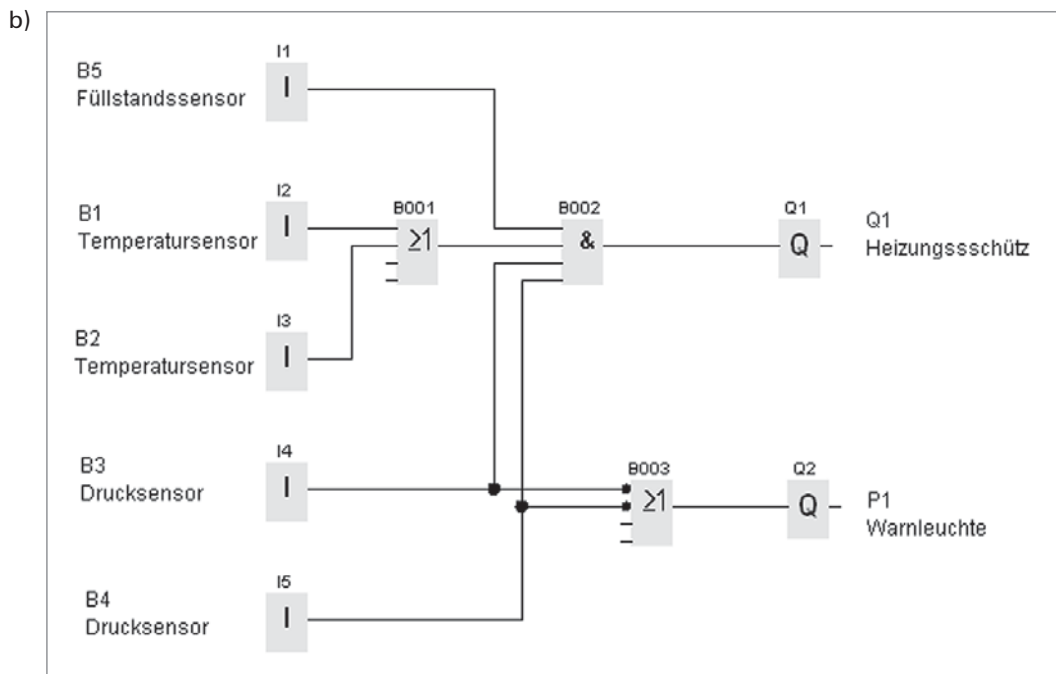 b)
I1
B5
Füllstandssensor
I
I2
B1
Temperatursensor
I
B001
≥1
B002
&
Q1
Q
Q1
Heizungssschütz
I3
B2
Temperatursensor
I
I4
B3
Drucksensor
I
B003
≥1
Q2
Q
P1
Warnleuchte
I5
B4
Drucksensor
I